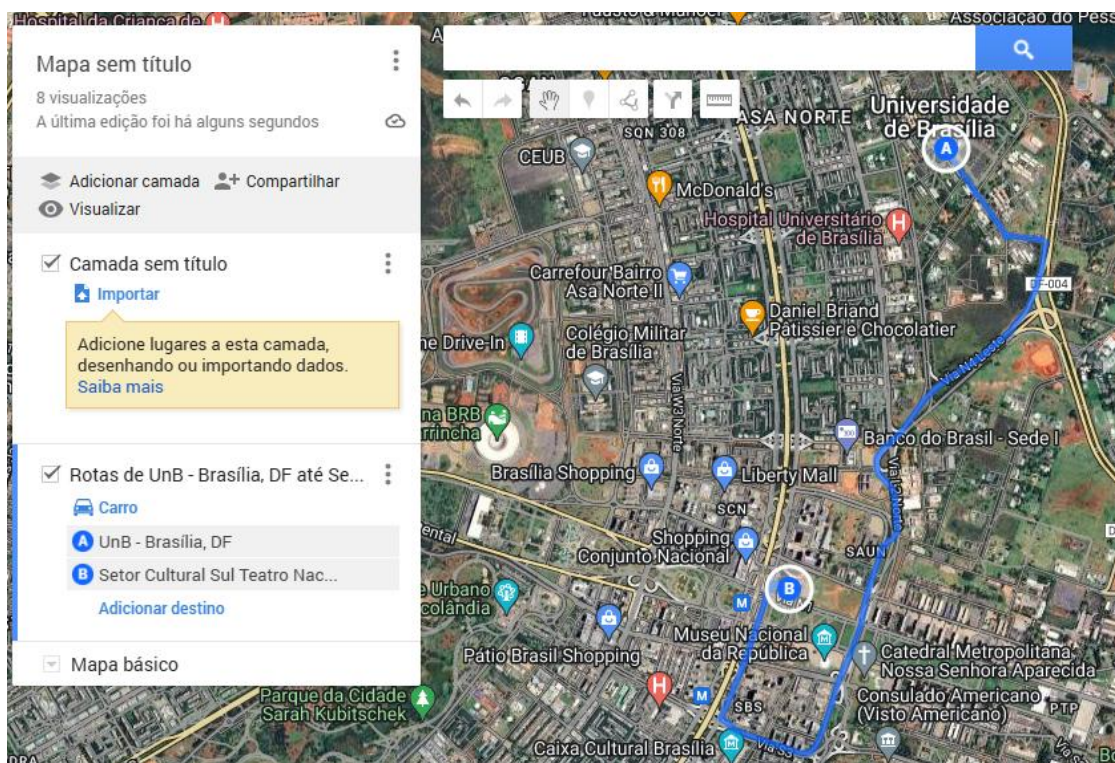 Hospital da Criança de
Mapa sem título
8 visualizações
A última edição foi há alguns segundos
Adicionar camada
Compartilhar
Visualizar
Camada sem título
Importar
Adicione lugares a esta camada,
desenhando ou importando dados.
Saiba mais
Rotas de UnB - Brasília, DF até Se...
Carro
A UnB - Brasília, DF
B Setor Cultural Sul Teatro Nac...
Adicionar destino
Mapa básico
Associação do Pess
ASA NORTE
Universidade
de Brasília
A
SQN 308
CEUB
McDonald's
Hospital Universitário
de Brasília
Carrefour Bairro
Asa Norte II
DF-004
Daniel Briand
Pâtissier e Chocolatier
e Drive-In
Colégio Militar
de Brasília
Via W3 Norte
Via N4 Leste
na BRB
Banco do Brasil - Sede I
Brasília Shopping
Liberty Mall
Via L2 Norte
SCN
Shopping
Conjunto Nacional
SAUN
B
M
e Urbano
Museu Nacional
da República
Pátio Brasil Shopping
Catedral Metropolitana
Nossa Senhora Aparecida
H
M
SBS
Parque da Cidade
Sarah Kubitschek
Consulado Americano
(Visto Americano)
PTP
Caixa Cultural Brasília